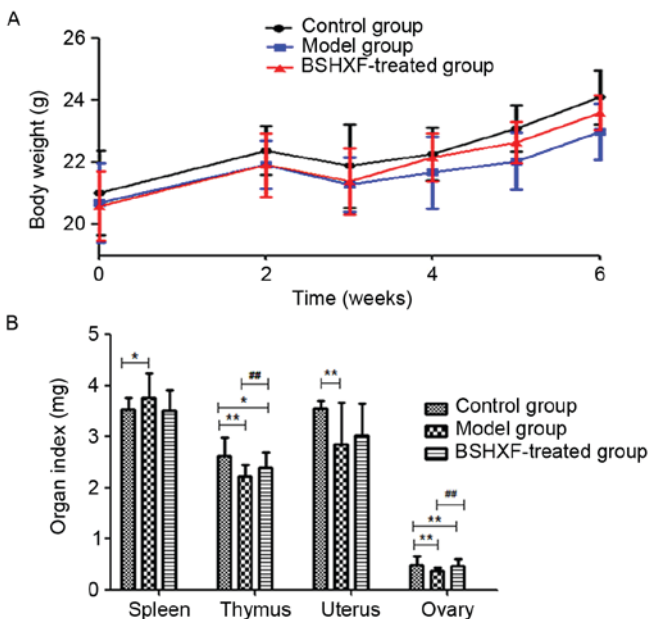 A
Control group
Model group
BSHXF-treated group
Body weight (g)
26
24
22
20
0 2 3 4 5 6
Time (weeks)
B
Organ index (mg)
5
4
3
2
1
0
*
**
*
##
**
**
**
##
Control group
Model group
BSHXF-treated group
Spleen Thymus Uterus Ovary